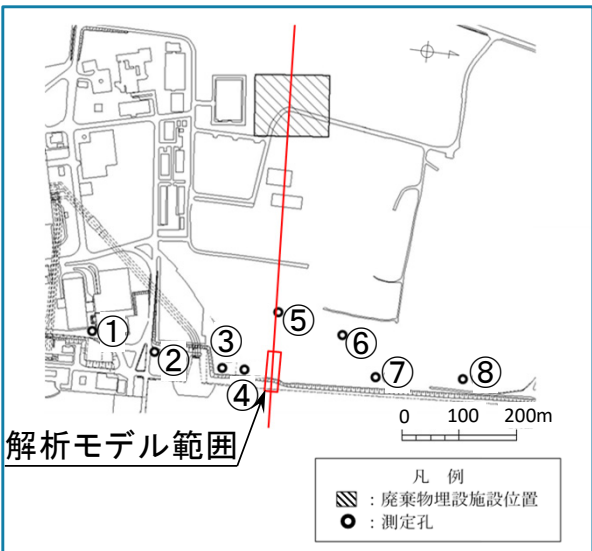 ⑤
①
⑥
②
③
⑦
⑧
④
0 100 200m
解析モデル範囲
凡 例
：廃棄物埋設施設位置
：測定孔